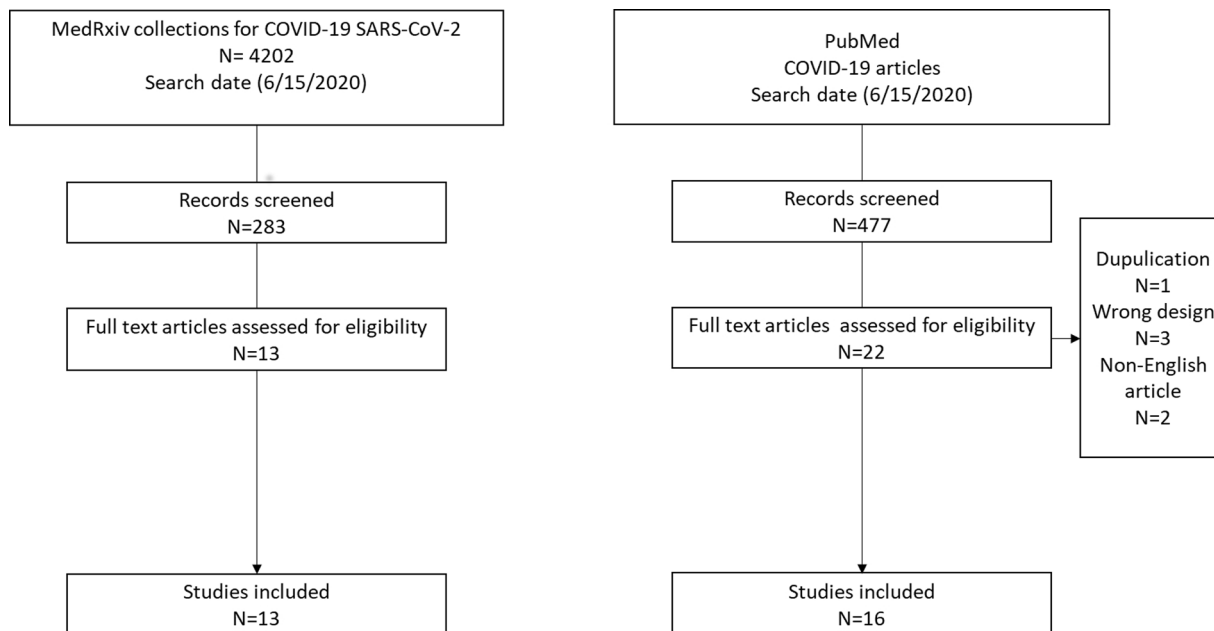 MedRxiv collections for COVID-19 SARS-CoV-2
N= 4202
Search date (6/15/2020)
Records screened
N=283
Full text articles assessed for eligibility
N=13
Studies included
N=13
PubMed
COVID-19 articles
Search date (6/15/2020)
Records screened
N=477
Full text articles  assessed for eligibility
N=22
Dupulication
N=1
Wrong design
N=3
Non-English
article
N=2
Studies included
N=16